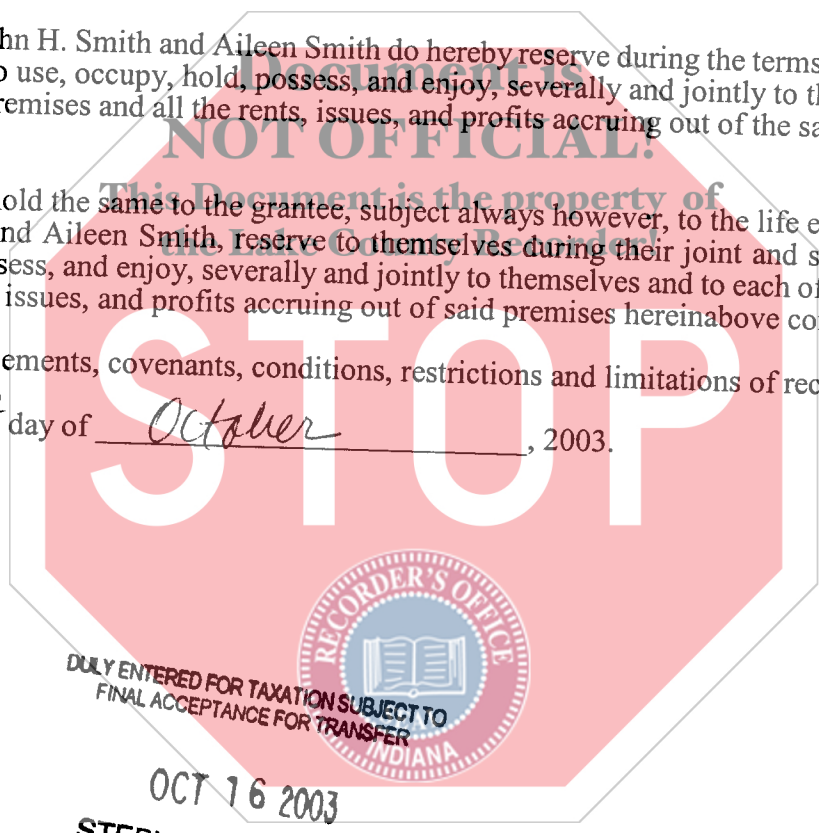 hn H. Smith and Aileen Smith do hereby reserve during the terms
o use, occupy, hold, possess, and enjoy, severally and jointly to th
remises and all the rents, issues, and profits accruing out of the sa
Document is
NOT OFFICIAL!
This Document is the property of
the Lake County Recorder!
old the same to the grantee, subject always however, to the life e
nd Aileen Smith, reserve to themselves during their joint and s
sess, and enjoy, severally and jointly to themselves and to each of
issues, and profits accruing out of said premises hereinabove co
STOP
ements, covenants, conditions, restrictions and limitations of rec
day of October, 2003.
RECORDER'S OFFICE
INDIANA
DULY ENTERED FOR TAXATION SUBJECT TO
FINAL ACCEPTANCE FOR TRANSFER
OCT 16 2003